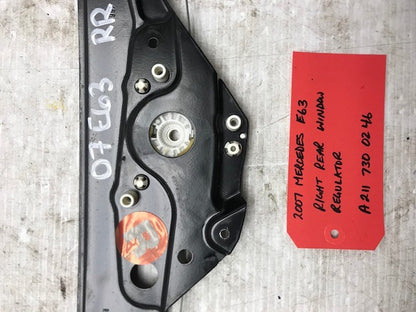 07 E63 RR
2007 MERCEDES E63
RIGHT REAR WINDOW
REGULATOR
A 211 730 02 46